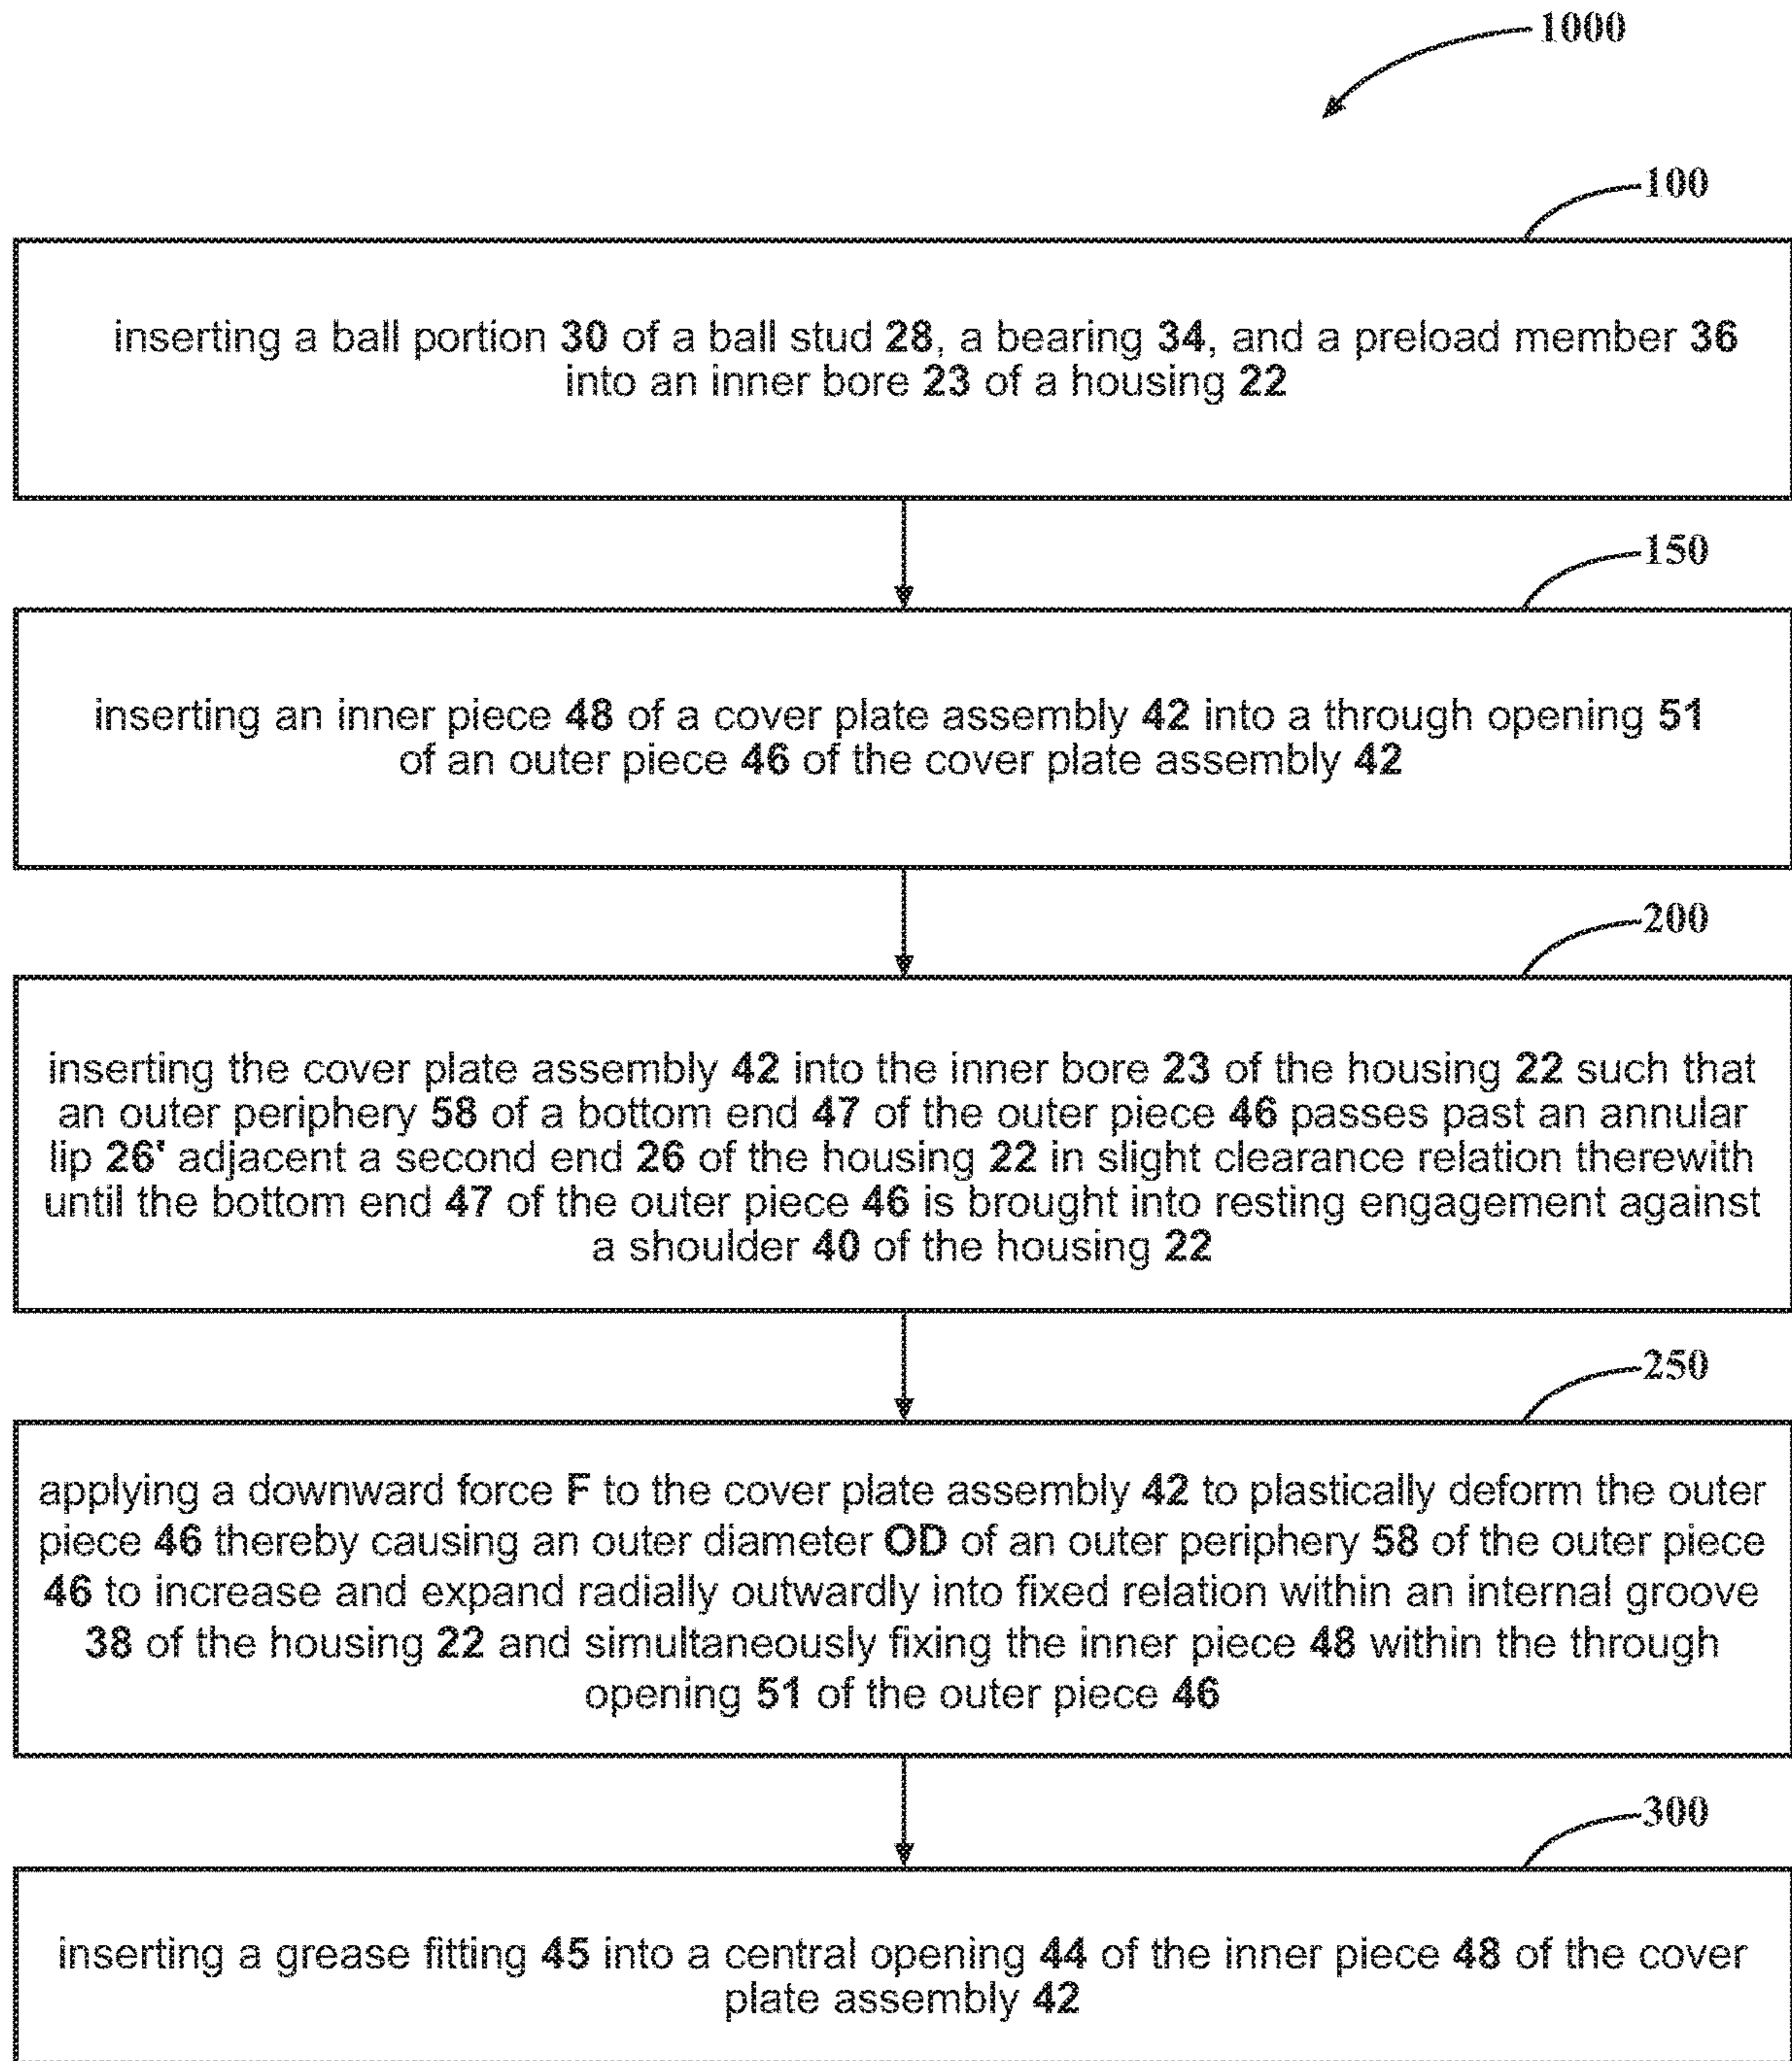 1000
100
inserting a ball portion 30 of a ball stud 28, a bearing 34, and a preload member 36
into an inner bore 23 of a housing 22
150
inserting an inner piece 48 of a cover plate assembly 42 into a through opening 51
of an outer piece 46 of the cover plate assembly 42
200
inserting the cover plate assembly 42 into the inner bore 23 of the housing 22 such that
an outer periphery 58 of a bottom end 47 of the outer piece 46 passes past an annular
lip 26' adjacent a second end 26 of the housing 22 in slight clearance relation therewith
until the bottom end 47 of the outer piece 46 is brought into resting engagement against
a shoulder 40 of the housing 22
250
applying a downward force F to the cover plate assembly 42 to plastically deform the outer
piece 46 thereby causing an outer diameter OD of an outer periphery 58 of the outer piece
46 to increase and expand radially outwardly into fixed relation within an internal groove
38 of the housing 22 and simultaneously fixing the inner piece 48 within the through
opening 51 of the outer piece 46
300
inserting a grease fitting 45 into a central opening 44 of the inner piece 48 of the cover
plate assembly 42